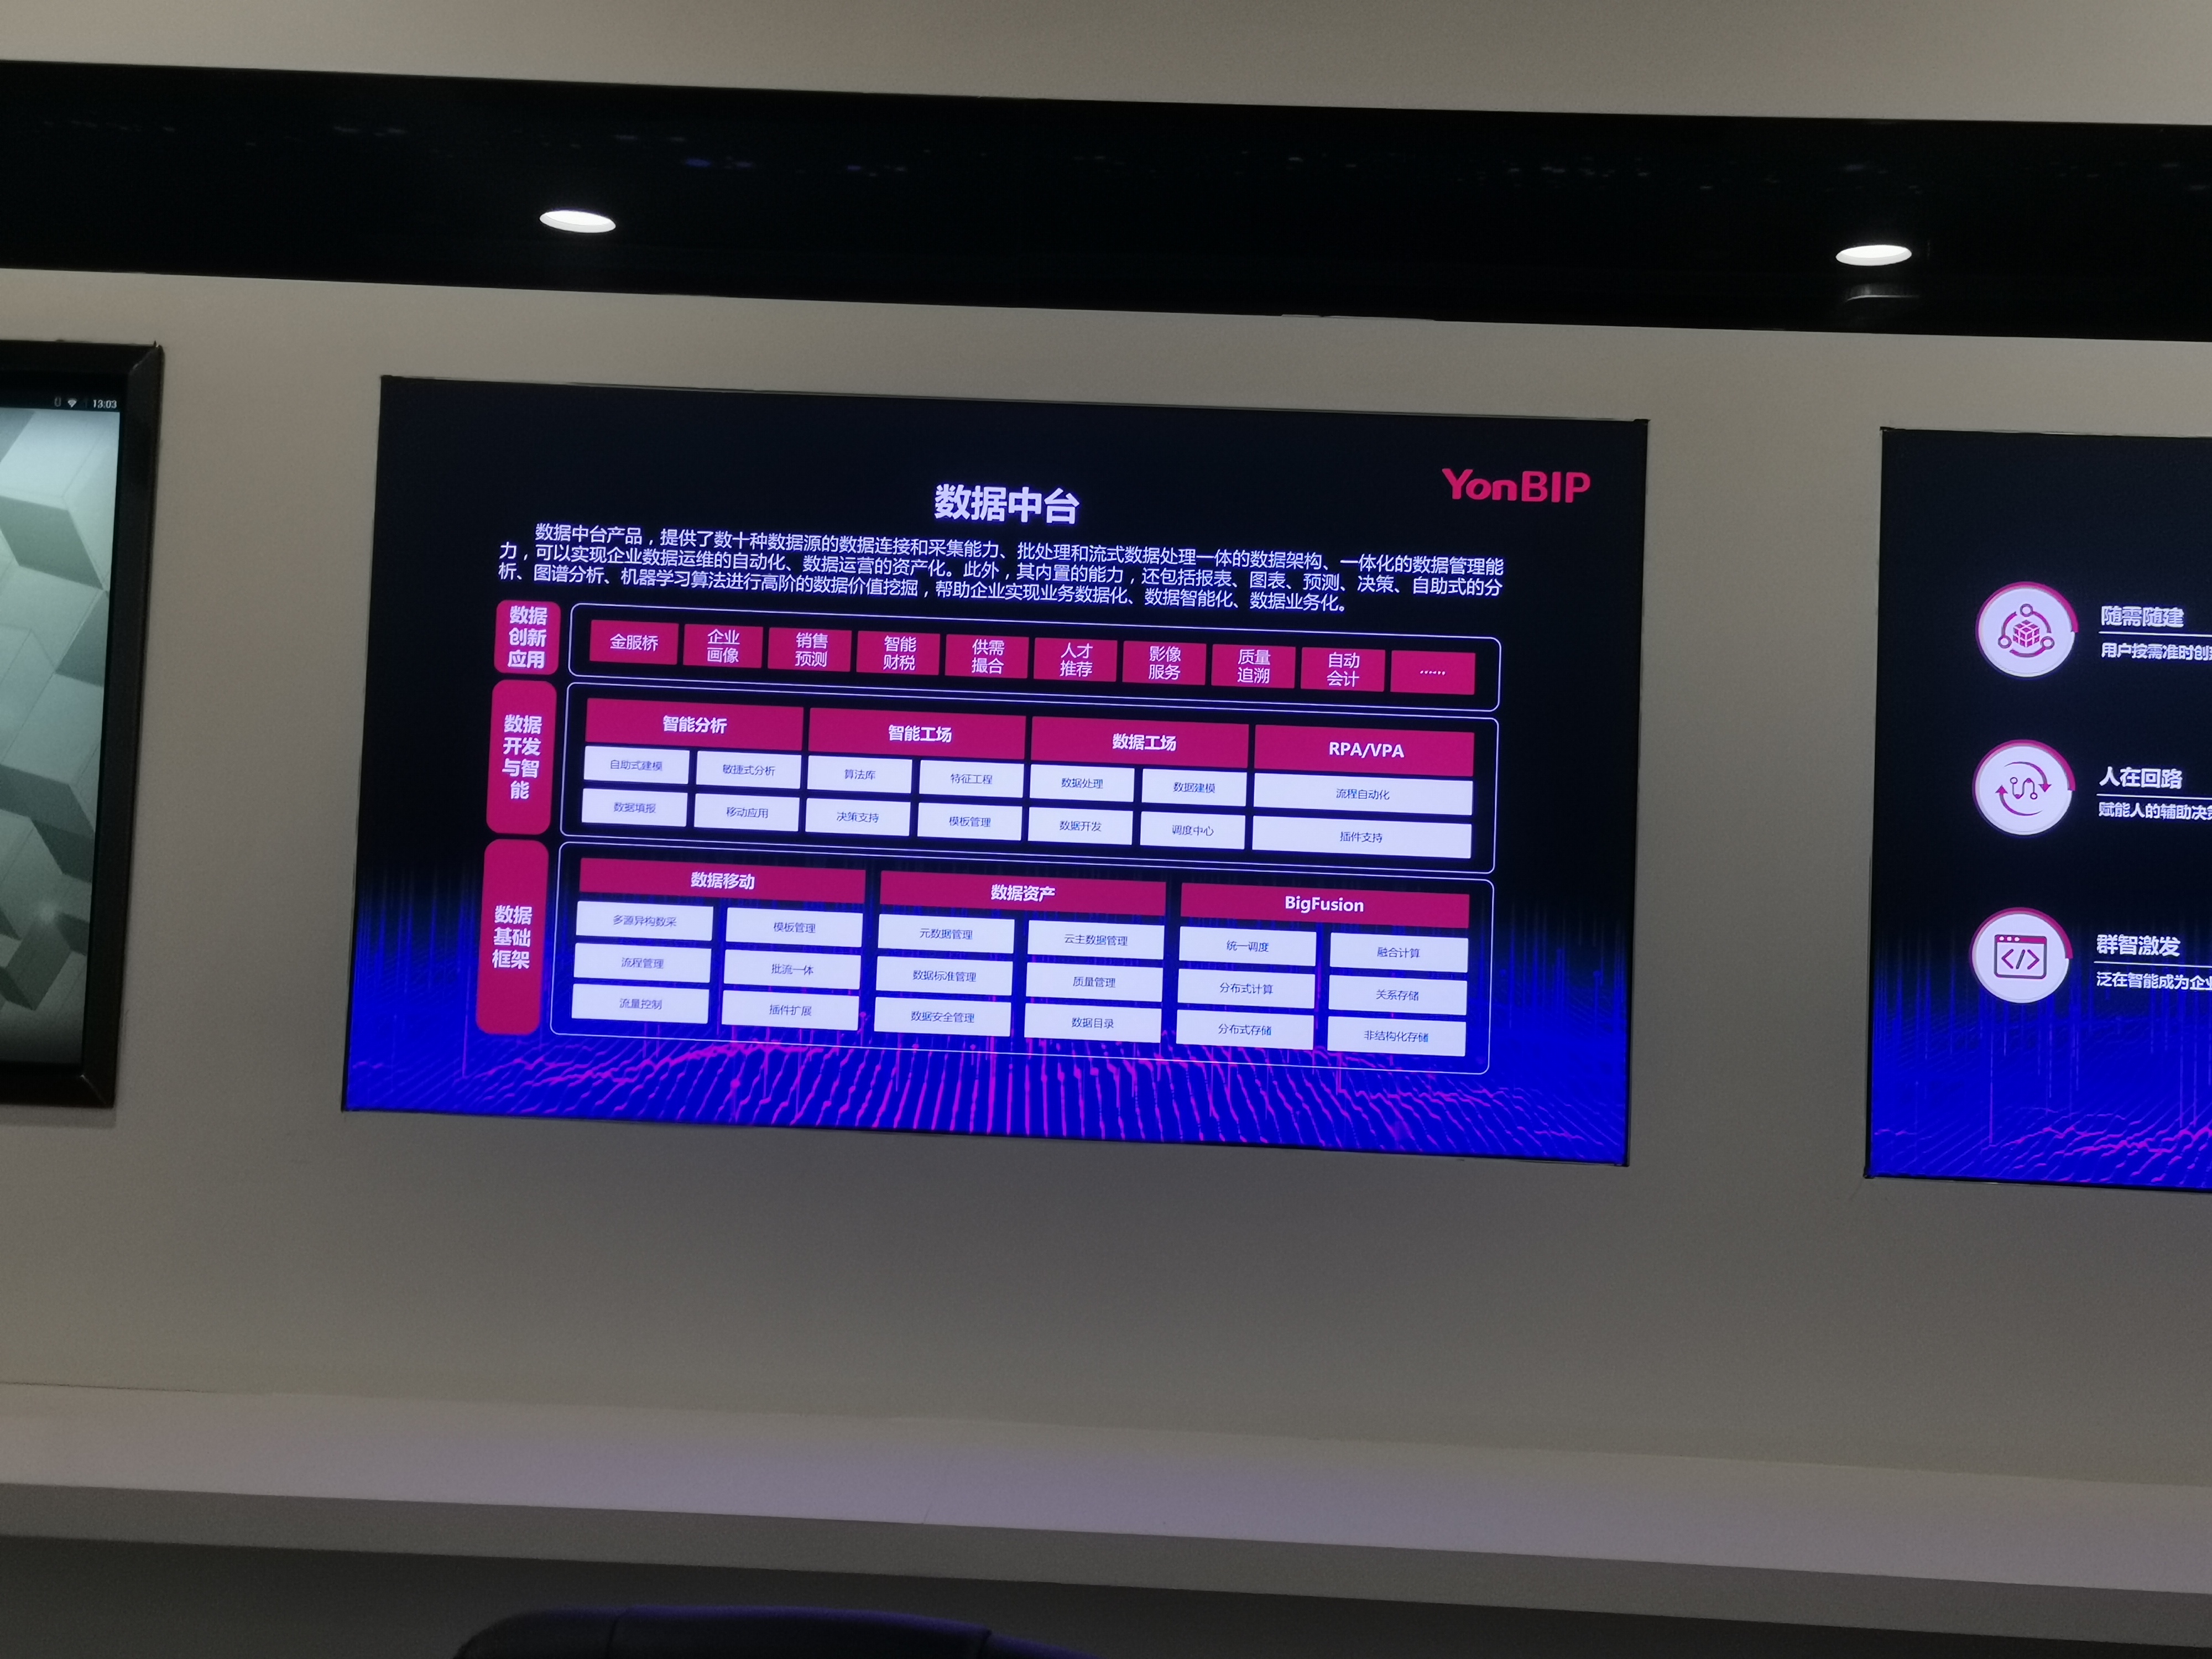 13:03
YonBIP
数据中台
数据中台产品，提供了数十种数据源的数据连接和采集能力、批处理和流式数据处理一体的数据架构、一体化的数据管理能
力，可以实现企业数据运维的自动化、数据运营的资产化。此外，其内置的能力，还包括报表、图表、预测、决策、自助式的分
析、图谱分析、机器学习算法进行高阶的数据价值挖掘，帮助企业实现业务数据化、数据智能化、数据业务化。
数据
创新
应用
金服桥
企业
画像
销售
预测
智能
财税
供需
撮合
人才
推荐
影像
服务
质量
追溯
自动
会计
......
数据
开发
与智
能
智能分析
自助式建模
敏捷式分析
数据填报
移动应用
智能工场
算法库
特征工程
决策支持
模板管理
数据工场
数据处理
数据建模
数据开发
调度中心
RPA/VPA
流程自动化
插件支持
数据
基础
框架
数据移动
多源异构数采
模板管理
流程管理
批流一体
流量控制
插件扩展
数据资产
元数据管理
云主数据管理
数据标准管理
质量管理
数据安全管理
数据目录
BigFusion
统一调度
融合计算
分布式计算
关系存储
分布式存储
非结构化存储
随需随建
用户按需准时创
人在回路
赋能人的辅助决
群智激发
泛在智能成为企